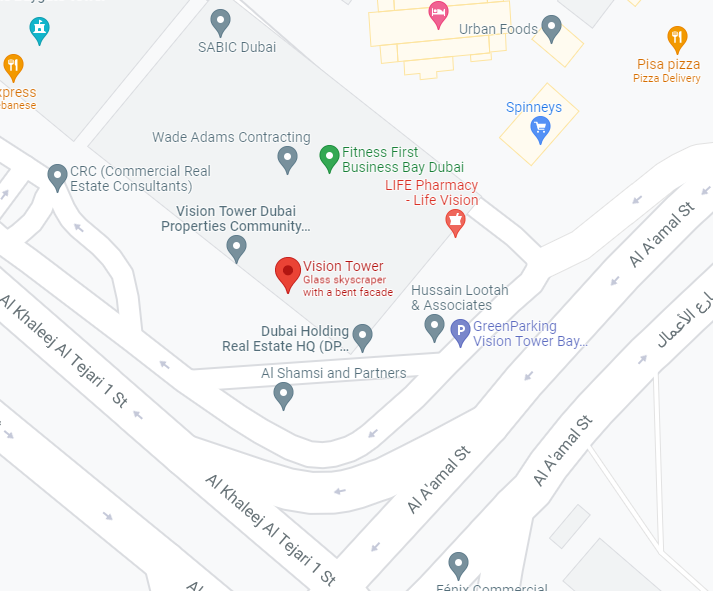 SABIC Dubai
Urban Foods
Pisa pizza
Pizza Delivery
xpress
ebanese
Spinneys
Wade Adams Contracting
Fitness First
Business Bay Dubai
CRC (Commercial Real
Estate Consultants)
LIFE Pharmacy
- Life Vision
Vision Tower Dubai
Properties Community...
Al A'amal St
Vision Tower
Glass skyscraper
with a bent facade
Hussain Lootah
& Associates
Dubai Holding
Real Estate HQ (DP...
P
GreenParking
Vision Tower Bay...
ارع الأعمال
Al Khaleej Al Tejari 1 St
Al Shamsi and Partners
Al A'amal St
Al A'amal St
Al Khaleej Al Tejari 1 St
Al
Fénix Commercial